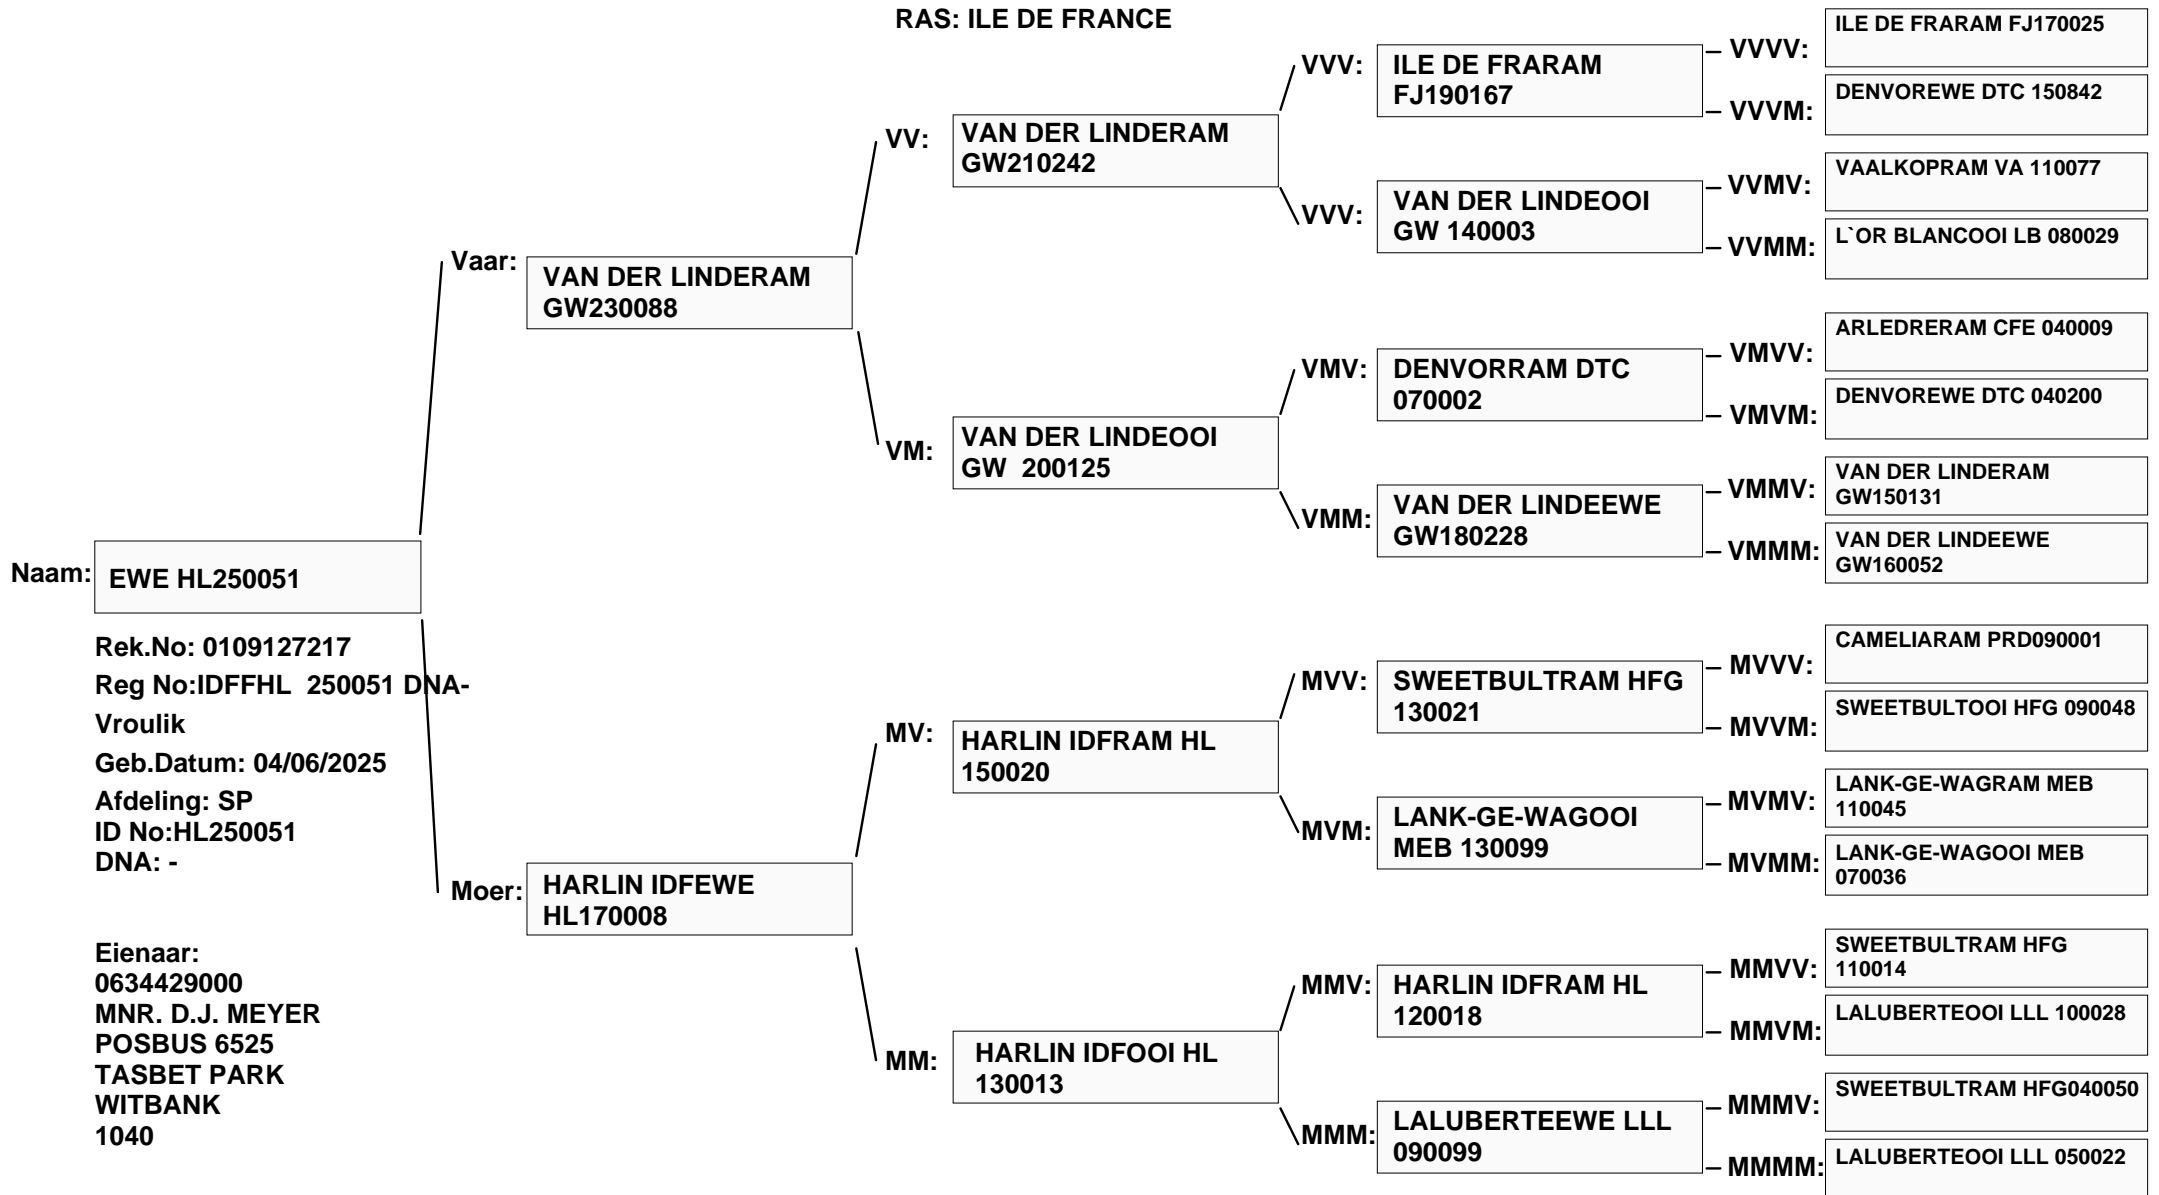 RAS: ILE DE FRANCE
Naam:
EWE HL250051
Rek.No: 0109127217
Reg No:IDFFHL  250051 DNA-
Vroulik
Geb.Datum: 04/06/2025
Afdeling: SP
ID No:HL250051
DNA: -
Eienaar:
0634429000
MNR. D.J. MEYER
POSBUS 6525
TASBET PARK
WITBANK
1040
Vaar:
VAN DER LINDERAM
GW230088
Moer:
HARLIN IDFEWE
HL170008
VV:
VAN DER LINDERAM
GW210242
VM:
VAN DER LINDEOOI
GW  200125
MV:
HARLIN IDFRAM HL
150020
MM:
HARLIN IDFOOI HL
130013
VVV:
ILE DE FRARAM
FJ190167
VVV:
VAN DER LINDEOOI
GW 140003
VMV:
DENVORRAM DTC
070002
VMM:
VAN DER LINDEEWE
GW180228
MVV:
SWEETBULTRAM HFG
130021
MVM:
LANK-GE-WAGOOI
MEB 130099
MMV:
HARLIN IDFRAM HL
120018
MMM:
LALUBERTEEWE LLL
090099
– VVVV:
ILE DE FRARAM FJ170025
– VVVM:
DENVOREWE DTC 150842
– VVMV:
VAALKOPRAM VA 110077
– VVMM:
L`OR BLANCOOI LB 080029
– VMVV:
ARLEDRERAM CFE 040009
– VMVM:
DENVOREWE DTC 040200
– VMMV:
VAN DER LINDERAM
GW150131
– VMMM:
VAN DER LINDEEWE
GW160052
– MVVV:
CAMELIARAM PRD090001
– MVVM:
SWEETBULTOOI HFG 090048
– MVMV:
LANK-GE-WAGRAM MEB
110045
– MVMM:
LANK-GE-WAGOOI MEB
070036
– MMVV:
SWEETBULTRAM HFG
110014
– MMVM:
LALUBERTEOOI LLL 100028
– MMMV:
SWEETBULTRAM HFG040050
– MMMM:
LALUBERTEOOI LLL 050022